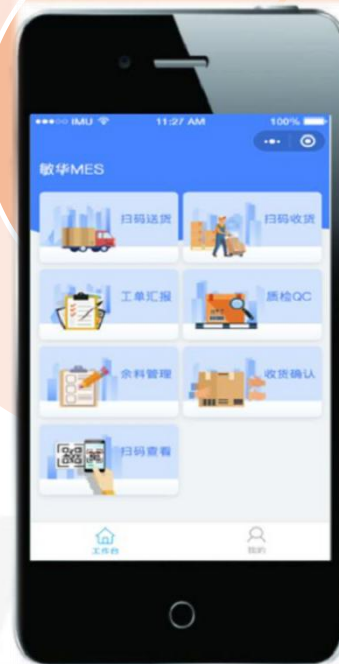 IMU 11:27 AM 100%
敏华MES
扫码送货 扫码收货
工单汇报 质检QC
余料管理 收货确认
扫码查看
工作台 我的